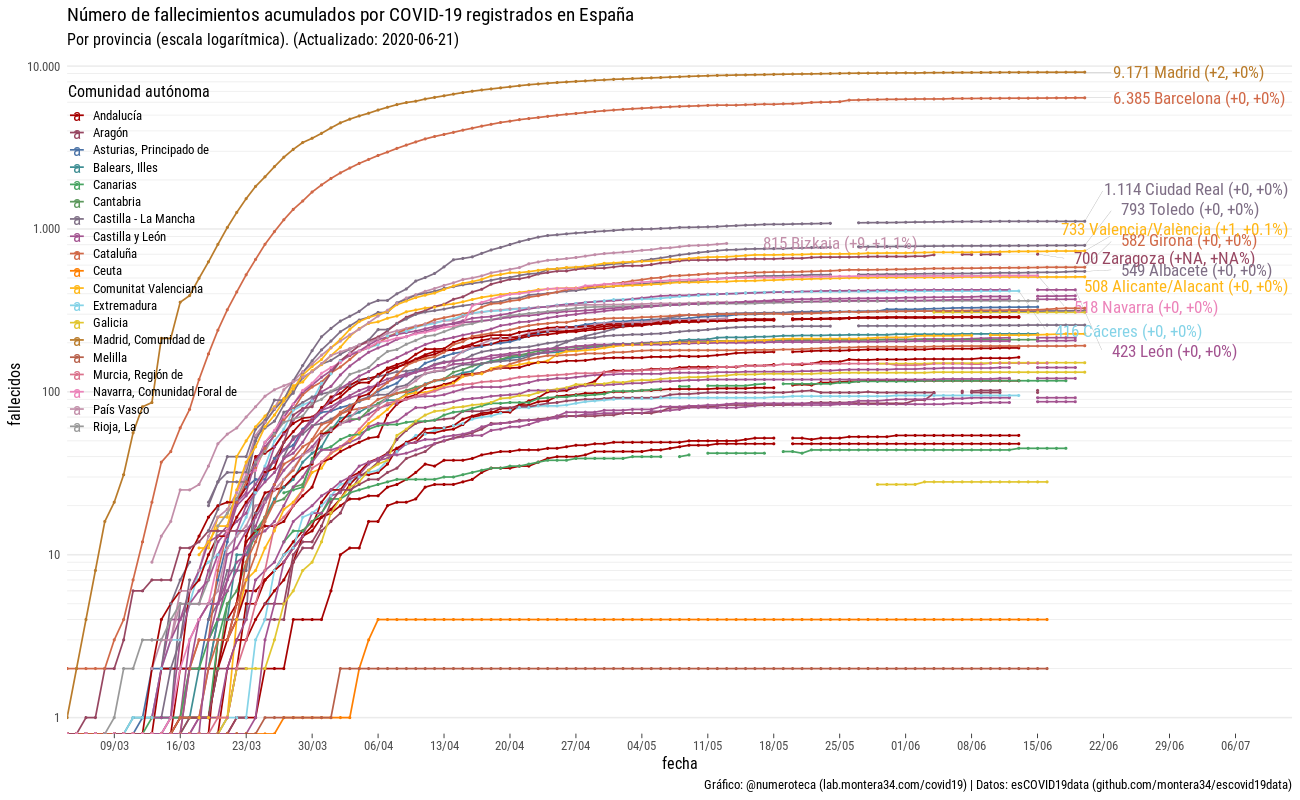 Número de fallecimientos acumulados por COVID-19 registrados en España
Por provincia (escala logarítmica). (Actualizado: 2020-06-21)
10.000
1.000
100
10
1
fallecidos
Comunidad autónoma
Andalucía
Aragón
Asturias, Principado de
Balears, Illes
Canarias
Cantabria
Castilla - La Mancha
Castilla y León
Cataluña
Ceuta
Comunitat Valenciana
Extremadura
Galicia
Madrid, Comunidad de
Melilla
Murcia, Región de
Navarra, Comunidad Foral de
País Vasco
Rioja, La
9.171 Madrid (+2, +0%)
6.385 Barcelona (+0, +0%)
1.114 Ciudad Real (+0, +0%)
793 Toledo (+0, +0%)
733 Valencia/València (+1, +0.1%)
815 Bizkaia (+9, +1.1%)
582 Girona (+0, +0%)
700 Zaragoza (+NA, +NA%)
549 Albacete (+0, +0%)
508 Alicante/Alacant (+0, +0%)
518 Navarra (+0, +0%)
416 Cáceres (+0, +0%)
423 León (+0, +0%)
09/03 16/03 23/03 30/03 06/04 13/04 20/04 27/04 04/05 11/05 18/05 25/05 01/06 08/06 15/06 22/06 29/06 06/07
fecha
Gráfico: @numeroteca (lab.montera34.com/covid19) | Datos: esCOVID19data (github.com/montera34/escovid19data)